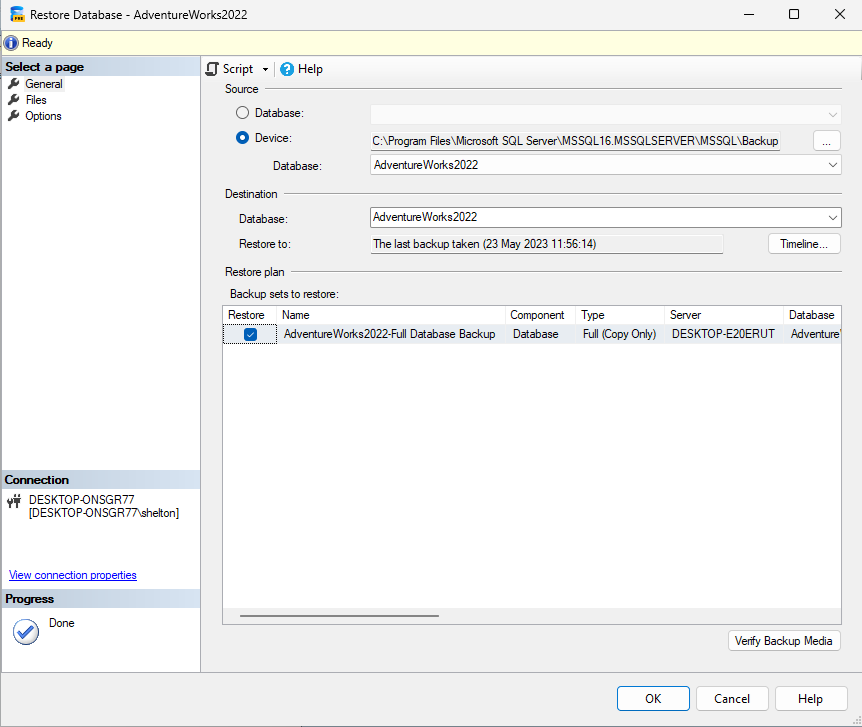 Restore Database - AdventureWorks2022
Ready
Select a page
General
Files
Options
Script
Help
Source
Database:
Device:
C:\Program Files\Microsoft SQL Server\MSSQL16.MSSQLSERVER\MSSQL\Backup
...
Database:
AdventureWorks2022
Destination
Database:
AdventureWorks2022
Restore to:
The last backup taken (23 May 2023 11:56:14)
Timeline...
Restore plan
Backup sets to restore:
Restore Name Component Type Server Database
AdventureWorks2022-Full Database Backup Database Full (Copy Only) DESKTOP-E20ERUT Adventure
Connection
DESKTOP-ONSGR77
[DESKTOP-ONSGR77\shelton]
View connection properties
Progress
Done
Verify Backup Media
OK
Cancel
Help